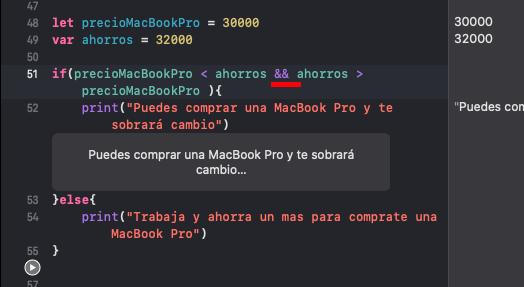 47
48 let precioMacBookPro = 30000
30000
49 var ahorros = 32000
32000
50
51 if(precioMacBookPro < ahorros && ahorros >
precioMacBookPro ){
52 print("Puedes comprar una MacBook Pro y te
sobrará cambio")
"Puedes com
Puedes comprar una MacBook Pro y te sobrará
cambio...
53 }else{
54 print("Trabaja y ahorra un mas para comprate una
MacBook Pro")
55 }